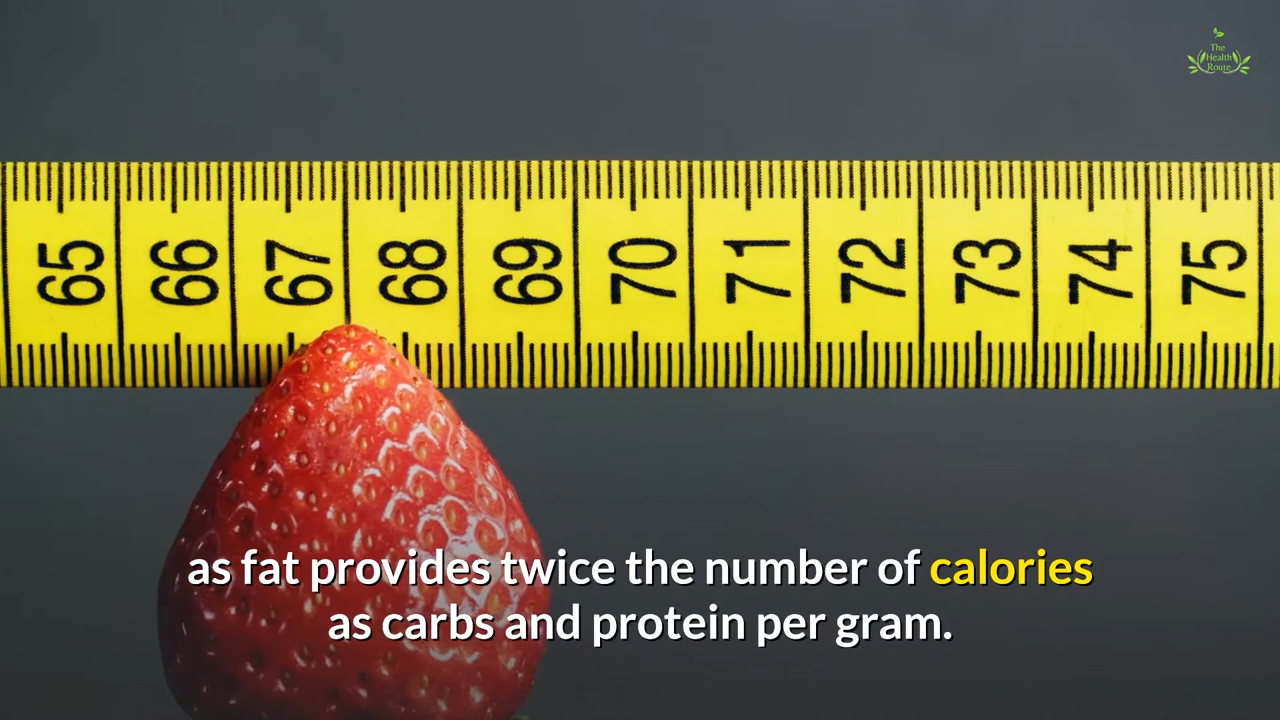 The
Health
Route
65 66 67 68 69 70 71 72 73 74 75
as fat provides twice the number of calories
as carbs and protein per gram.